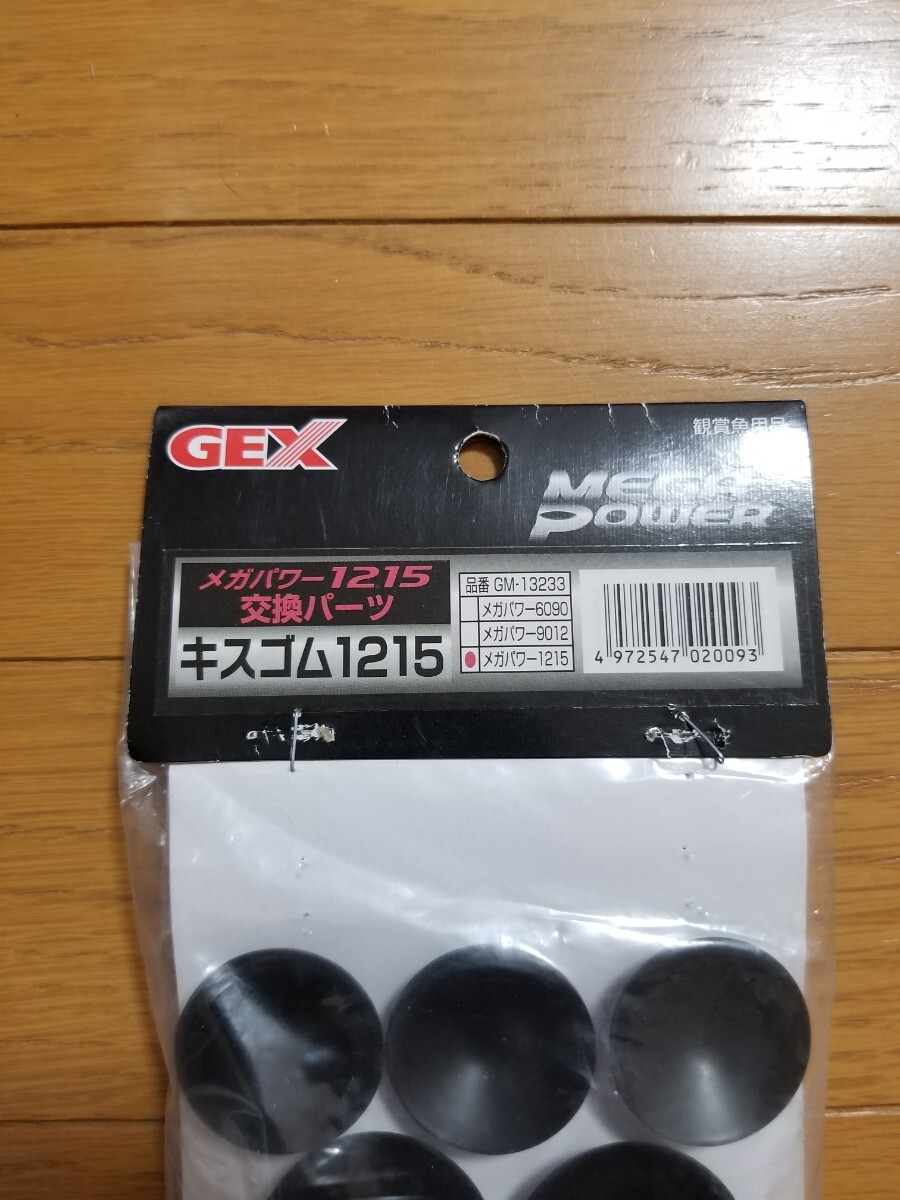 GEX
観賞魚用品
MEGA
POWER
メガパワー1215
交換パーツ
キスゴム1215
品番 GM-13233
メガパワー6090
メガパワー9012
メガパワー1215
4 972547 020093